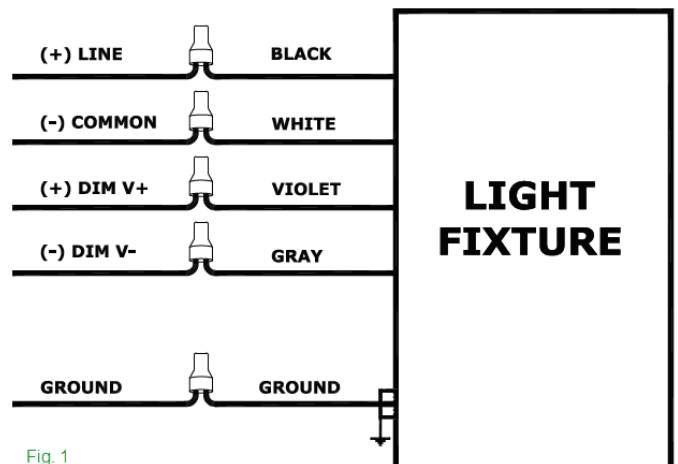 (+) LINE BLACK
(-) COMMON WHITE
(+) DIM V+ VIOLET
(-) DIM V- GRAY
GROUND GROUND
LIGHT
FIXTURE
Fig. 1